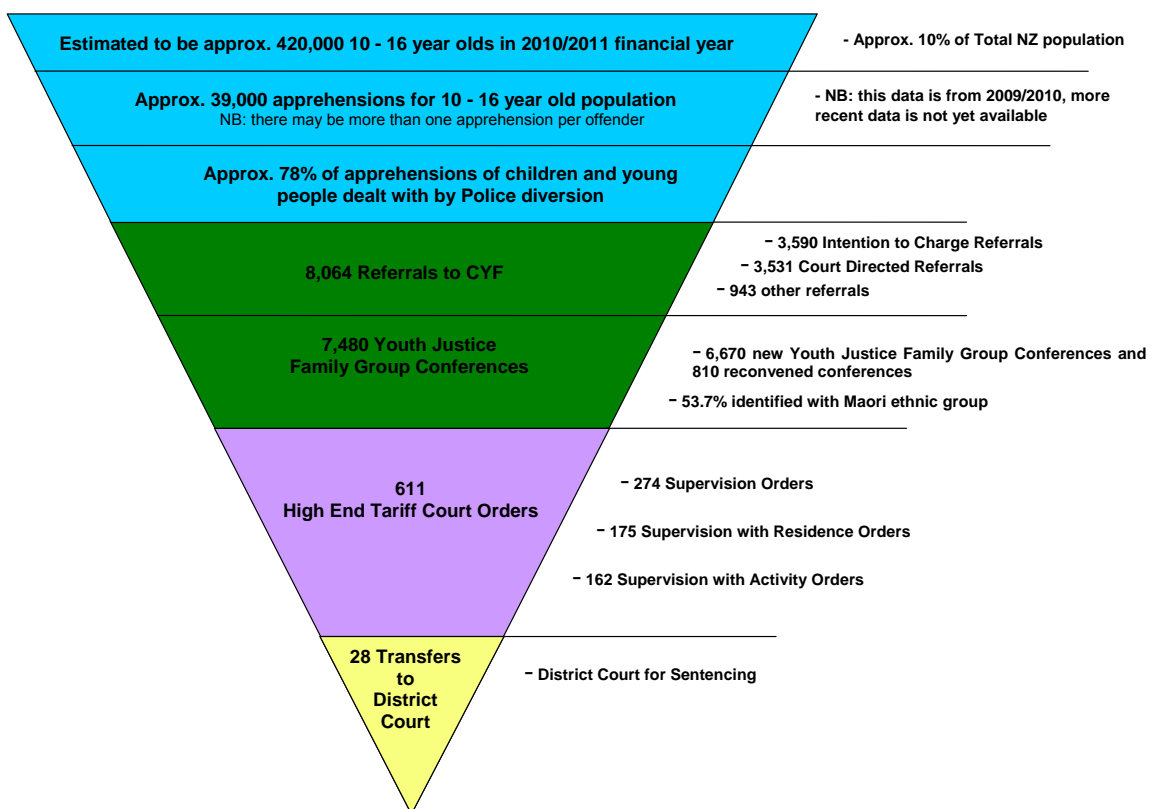 Estimated to be approx. 420,000 10 - 16 year olds in 2010/2011 financial year
- Approx. 10% of Total NZ population
Approx. 39,000 apprehensions for 10 - 16 year old population
NB: there may be more than one apprehension per offender
- NB: this data is from 2009/2010, more
recent data is not yet available
Approx. 78% of apprehensions of children and young
people dealt with by Police diversion
8,064 Referrals to CYF
- 3,590 Intention to Charge Referrals
- 3,531 Court Directed Referrals
- 943 other referrals
7,480 Youth Justice
Family Group Conferences
- 6,670 new Youth Justice Family Group Conferences and
810 reconvened conferences
- 53.7% identified with Maori ethnic group
611
High End Tariff Court Orders
- 274 Supervision Orders
- 175 Supervision with Residence Orders
- 162 Supervision with Activity Orders
28 Transfers
to
District
Court
- District Court for Sentencing